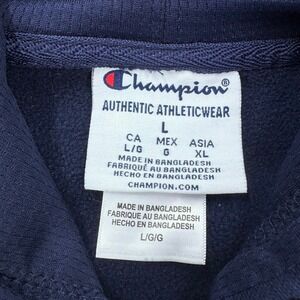 Champion®
AUTHENTIC ATHLETICWEAR
L
CA MEX ASIA
L/G G XL
MADE IN BANGLADESH
FABRIQUÉ AU BANGLADESH
HECHO EN BANGLADESH
CHAMPION.COM
MADE IN BANGLADESH
FABRIQUE AU BANGLADESH
HECHO EN BANGLADESH
L/G/G